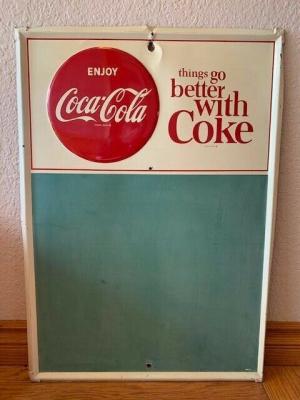 ENJOY
Coca-Cola
things go
better
with
Coke